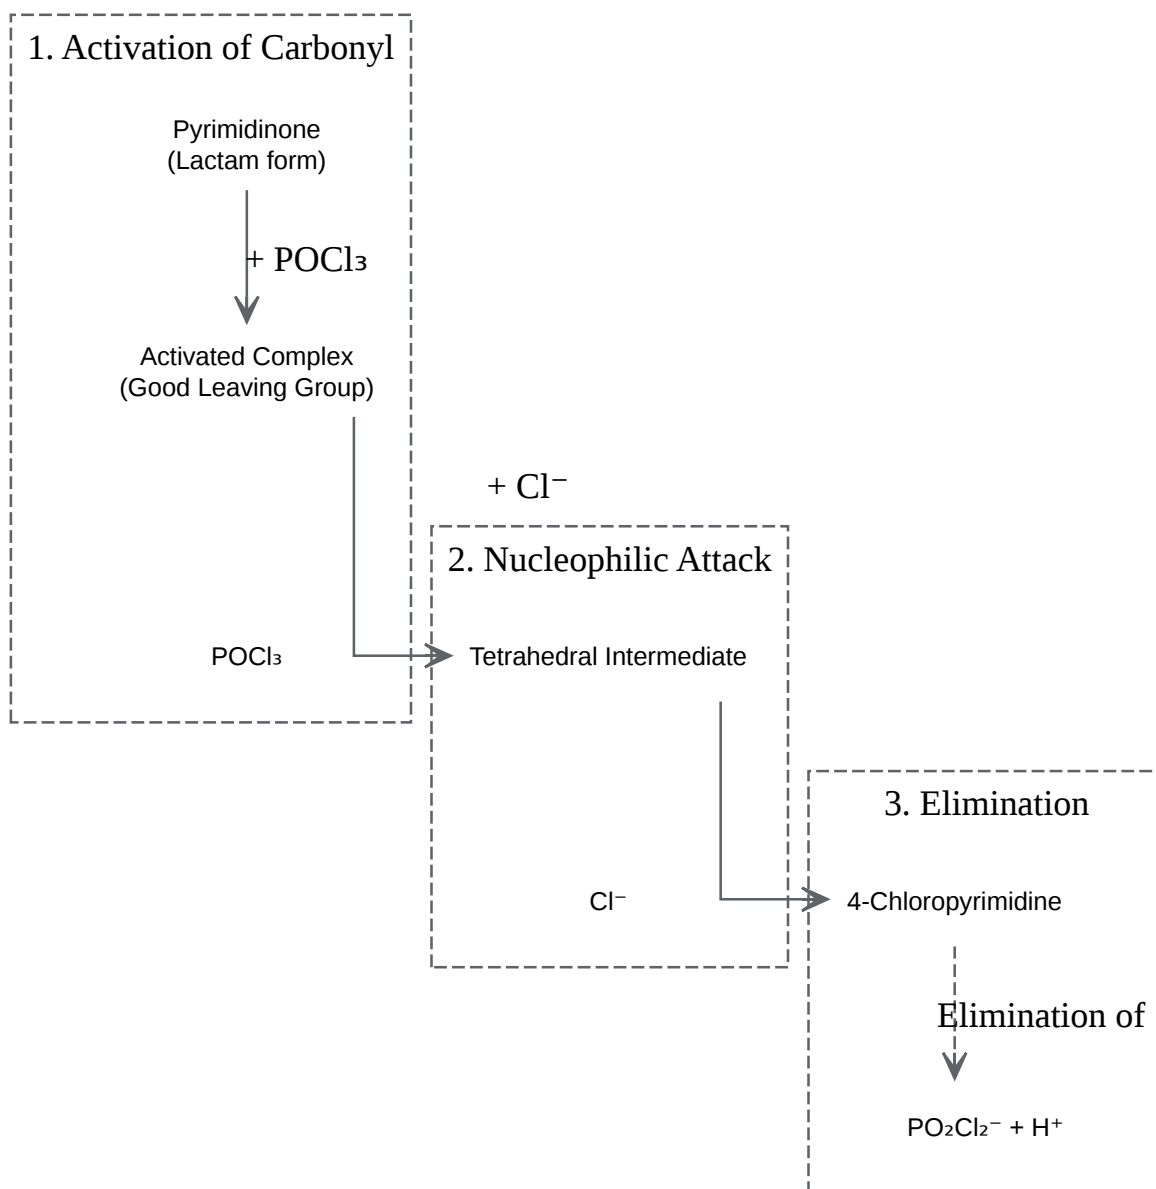 1. Activation of Carbonyl
Pyrimidinone
(Lactam form)
+ POCl₃
Activated Complex
(Good Leaving Group)
POCl₃
+ Cl⁻
2. Nucleophilic Attack
Tetrahedral Intermediate
Cl⁻
3. Elimination
4-Chloropyrimidine
Elimination of
PO₂Cl₂⁻ + H⁺